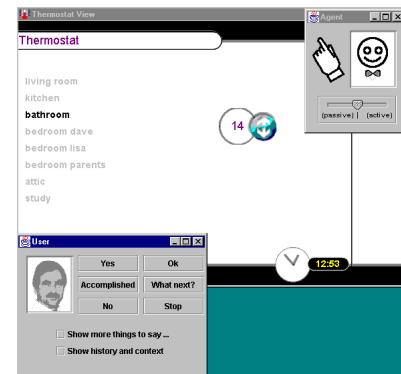 Thermostat View
Agent
Thermostat
living room
kitchen
bathroom
bedroom dave
bedroom lisa
bedroom parents
attic
study
14
(passive) | (active)
12:53
User
Yes
Ok
Accomplished
What next?
No
Stop
Show more things to say ...
Show history and context